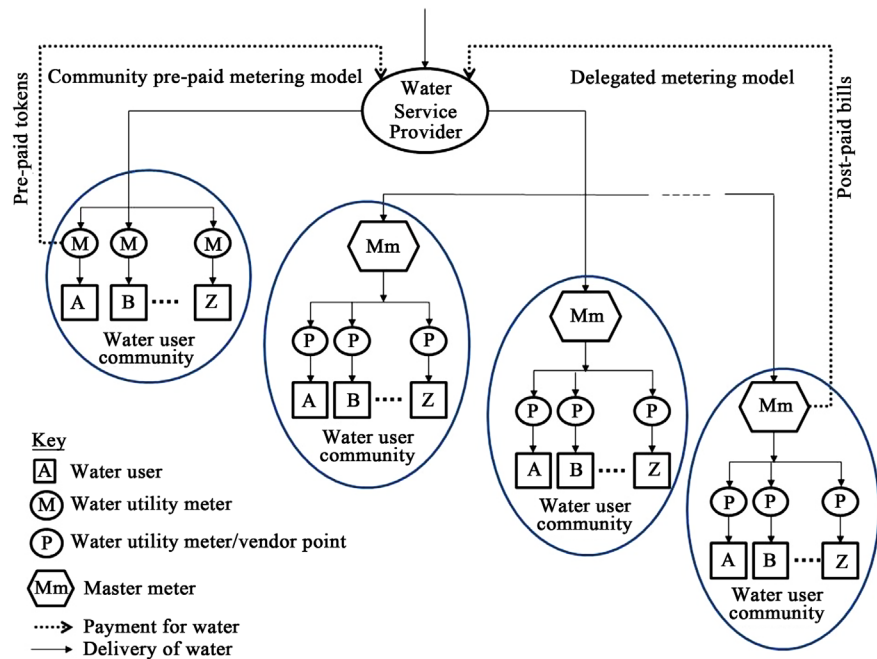 Community pre-paid metering model
Delegated metering model
Water
Service
Provider
Pre-paid tokens
Post-paid bills
M M M
A B .... Z
Water user
community
Mm
P P P
A B .... Z
Water user
community
Mm
P P P
A B .... Z
Water user
community
Mm
P P P
A B .... Z
Water user
community
Key
A Water user
M Water utility meter
P Water utility meter/vendor point
Mm Master meter
Payment for water
Delivery of water